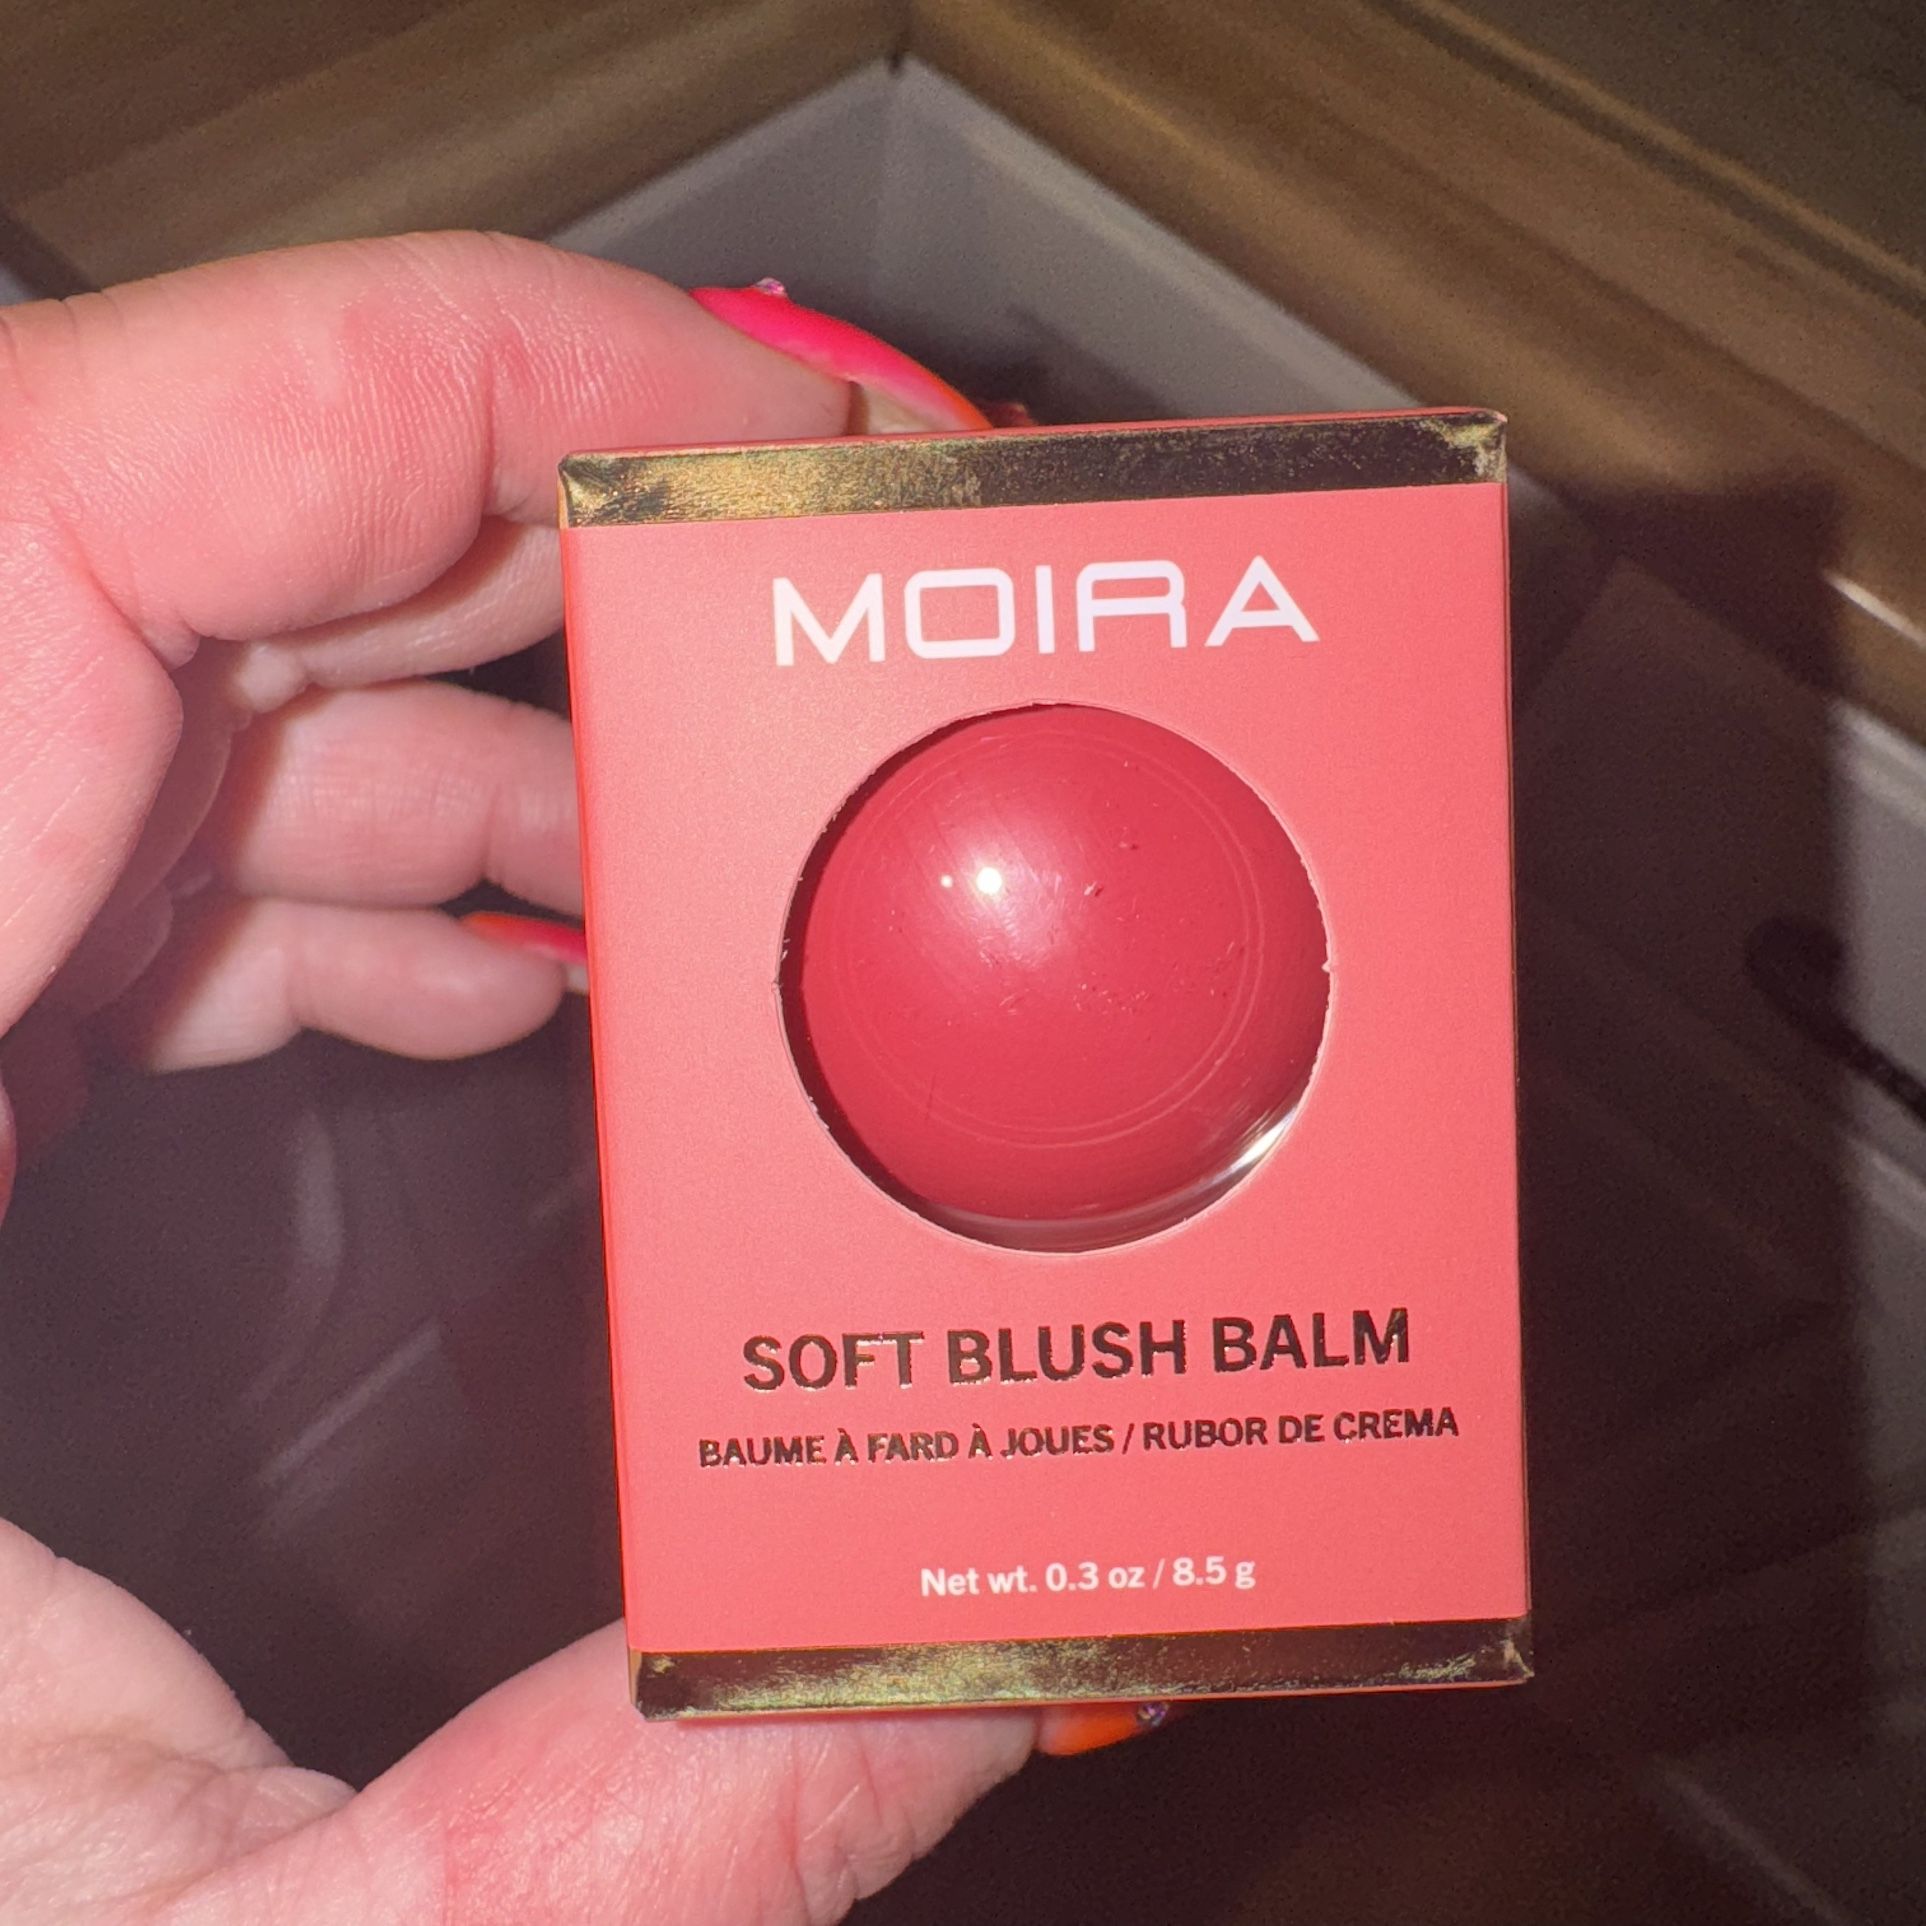 MOIRA
SOFT BLUSH BALM
BAUME À FARD À JOUES / RUBOR DE CREMA
Net wt. 0.3 oz / 8.5 g